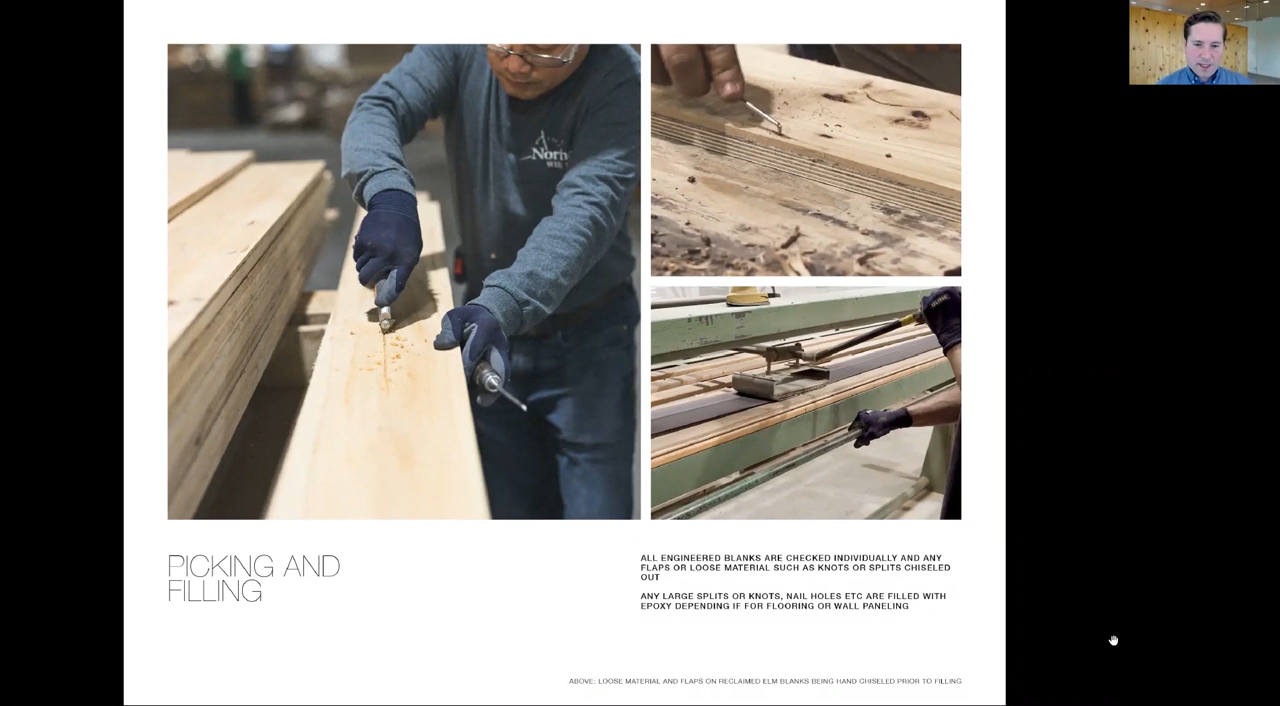 PICKING AND
FILLING
ALL ENGINEERED BLANKS ARE CHECKED INDIVIDUALLY AND ANY
FLAPS OR LOOSE MATERIAL SUCH AS KNOTS OR SPLITS CHISELED
OUT
ANY LARGE SPLITS OR KNOTS, NAIL HOLES ETC ARE FILLED WITH
EPOXY DEPENDING IF FOR FLOORING OR WALL PANELING
ABOVE: LOOSE MATERIAL AND FLAPS ON RECLAIMED ELM BLANKS BEING HAND CHISELED PRIOR TO FILLING